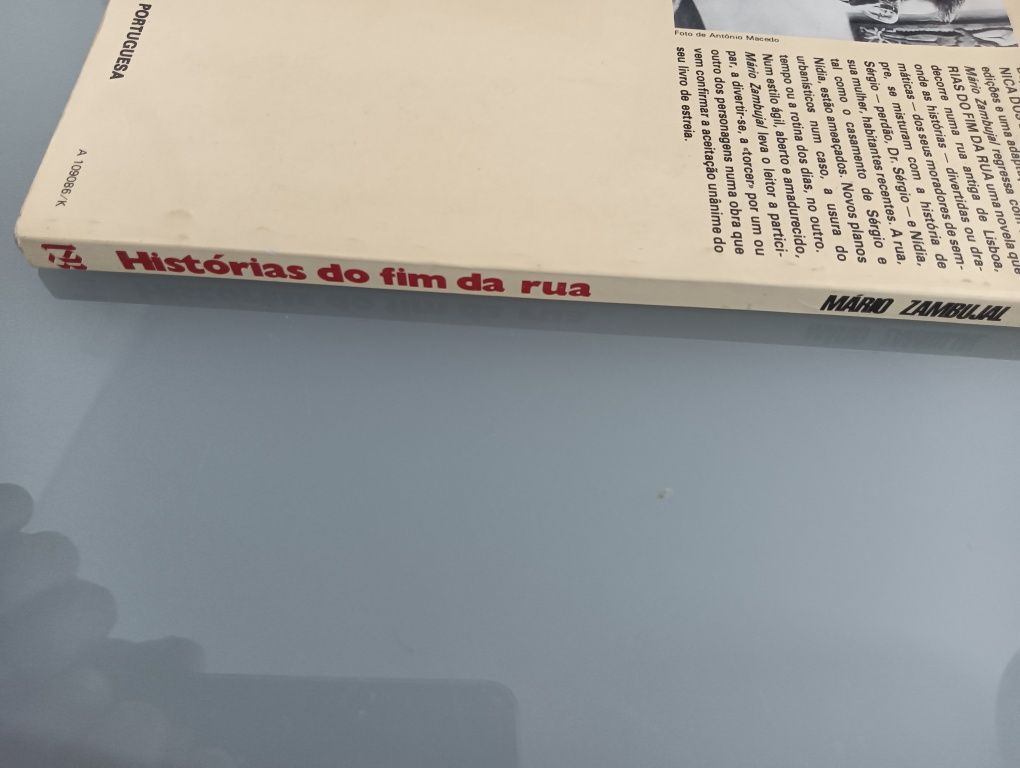 PORTUGUESA
A 109086/K
Histórias do fim da rua
MÁRIO ZAMBUJAL
Foto de António Macedo
NICA DOS
edições e uma
Mário Zambujal regressa com
RIAS DO FIM DA RUA uma novela que
decorre numa rua antiga de Lisboa,
onde as histórias — divertidas ou dra-
máticas — dos seus moradores de sem-
pre, se misturam com a história de
Sérgio — perdão, Dr. Sérgio — e Nídia,
sua mulher, habitantes recentes. A rua,
tal como o casamento de Sérgio e
Nídia, estão ameaçados. Novos planos
urbanísticos num caso, a usura do
tempo ou a rotina dos dias, no outro.
Num estilo ágil, aberto e amadurecido,
Mário Zambujal leva o leitor a partici-
par, a divertir-se, a «torcer» por um ou
outro dos personagens numa obra que
vem confirmar a aceitação unânime do
seu livro de estreia.